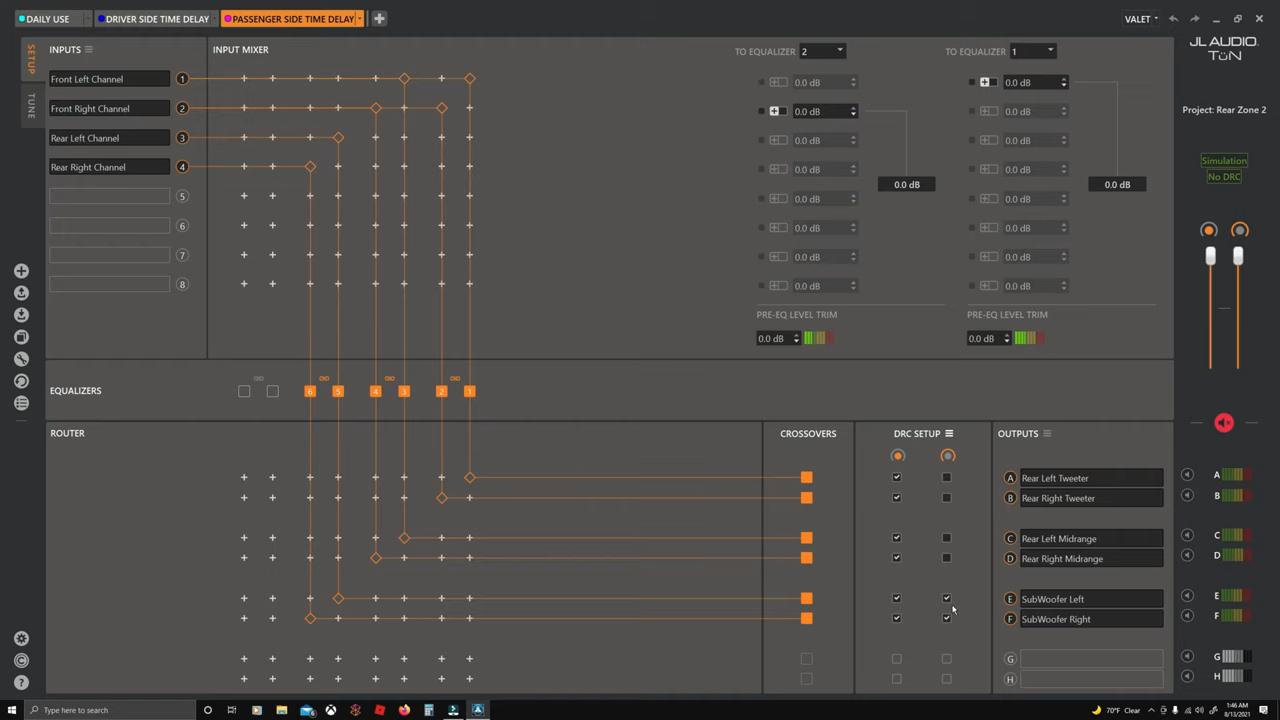 DAILY USE
DRIVER SIDE TIME DELAY
PASSENGER SIDE TIME DELAY
VALET
SETUP
TUNE
INPUTS
INPUT MIXER
Front Left Channel 1
Front Right Channel 2
Rear Left Channel 3
Rear Right Channel 4
5
6
7
8
TO EQUALIZER 2
0.0 dB
0.0 dB
0.0 dB
0.0 dB
0.0 dB
0.0 dB
0.0 dB
0.0 dB
0.0 dB
PRE-EQ LEVEL TRIM
0.0 dB
TO EQUALIZER 1
0.0 dB
0.0 dB
0.0 dB
0.0 dB
0.0 dB
0.0 dB
0.0 dB
0.0 dB
0.0 dB
PRE-EQ LEVEL TRIM
0.0 dB
JL AUDIO
TüN
Project: Rear Zone 2
Simulation
No DRC
EQUALIZERS
6 5 4 3 2 1
ROUTER
CROSSOVERS
DRC SETUP
OUTPUTS
A Rear Left Tweeter A
B Rear Right Tweeter B
C Rear Left Midrange C
D Rear Right Midrange D
E SubWoofer Left E
F SubWoofer Right F
G G
H H
Type here to search
70°F Clear
1:46 AM
8/13/2021